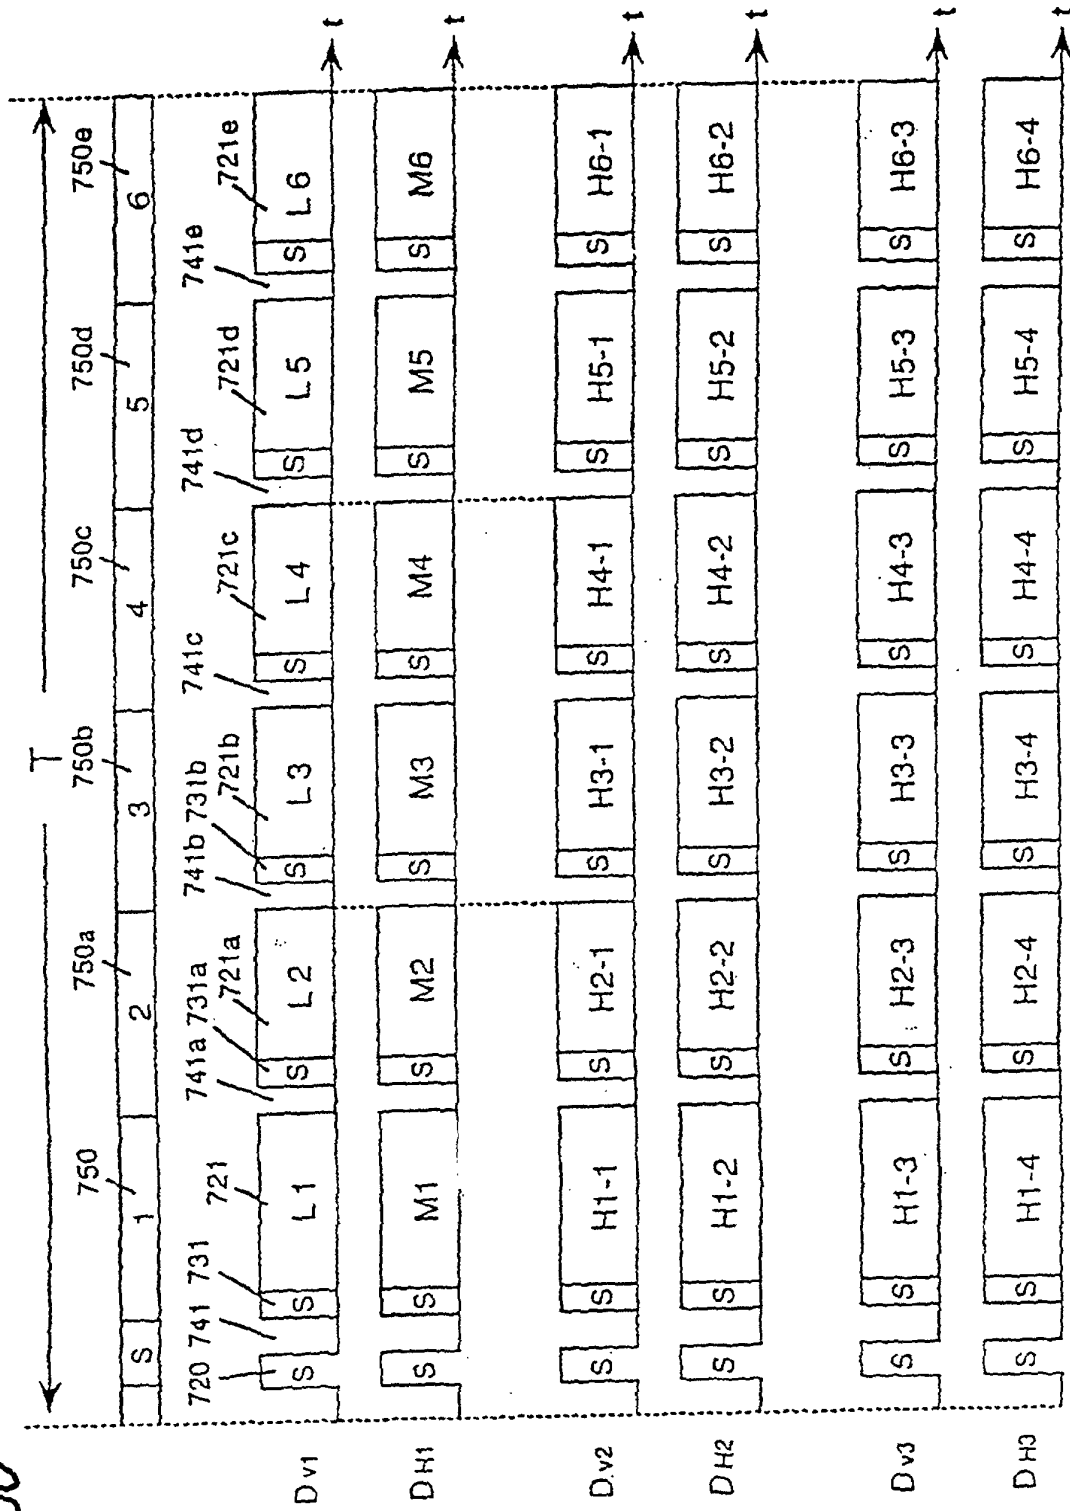 T
750 750a 750b 750c 750d 750e
S 1 2 3 4 5 6
720 741 731 721 741a 731a 721a 741b 731b 721b 741c 721c 741d 721d 741e 721e
DV1 S S L1 S L2 S L3 S L4 S L5 S L6 t
DH1 S S M1 S M2 S M3 S M4 S M5 S M6 t
DV2 S S H1-1 S H2-1 S H3-1 S H4-1 S H5-1 S H6-1 t
DH2 S S H1-2 S H2-2 S H3-2 S H4-2 S H5-2 S H6-2 t
DV3 S S H1-3 S H2-3 S H3-3 S H4-3 S H5-3 S H6-3 t
DH3 S S H1-4 S H2-4 S H3-4 S H4-4 S H5-4 S H6-4 t